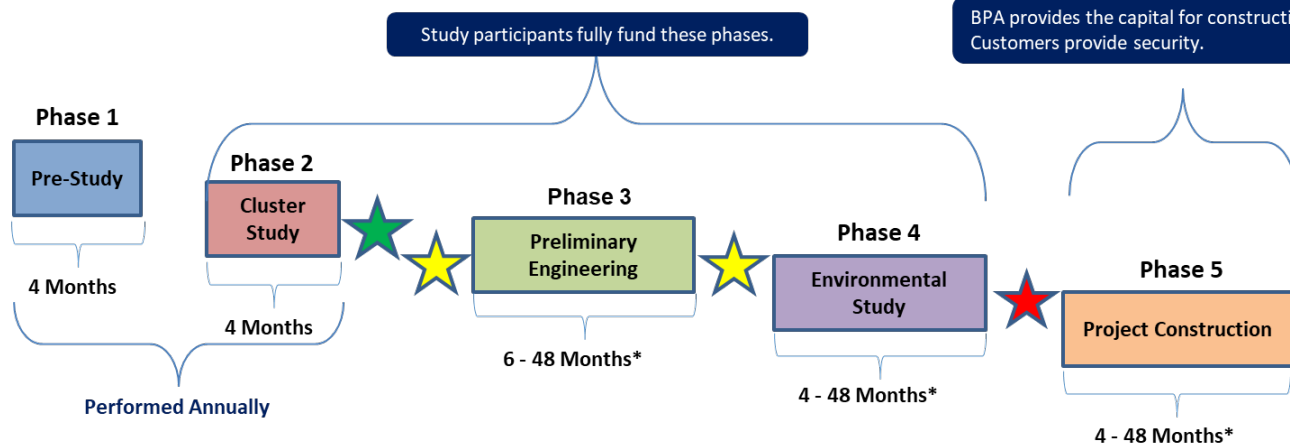 Study participants fully fund these phases.
BPA provides the capital for constructi
Customers provide security.
Phase 1
Pre-Study
4 Months
Phase 2
Cluster
Study
4 Months
Performed Annually
Phase 3
Preliminary
Engineering
6 - 48 Months*
Phase 4
Environmental
Study
4 - 48 Months*
Phase 5
Project Construction
4 - 48 Months*